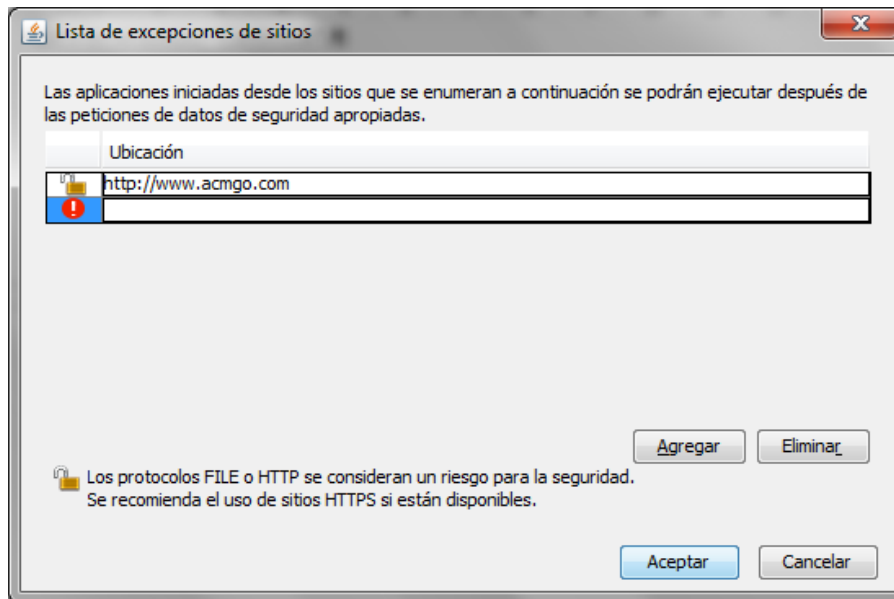 Lista de excepciones de sitios
Las aplicaciones iniciadas desde los sitios que se enumeran a continuación se podrán ejecutar después de
las peticiones de datos de seguridad apropiadas.
Ubicación
http://www.acmgo.com
Agregar
Eliminar
Los protocolos FILE o HTTP se consideran un riesgo para la seguridad.
Se recomienda el uso de sitios HTTPS si están disponibles.
Aceptar
Cancelar